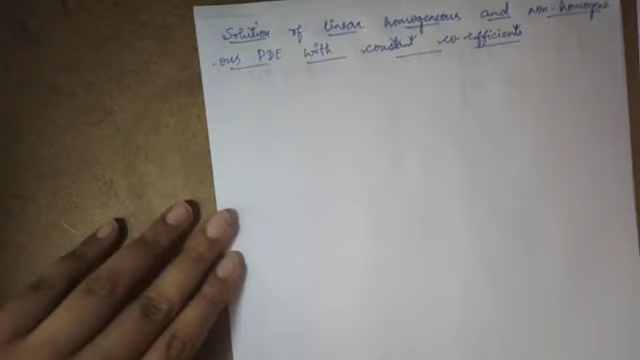 Solution of linear homogeneous and non-homogene
-ous PDE with constant co-efficients